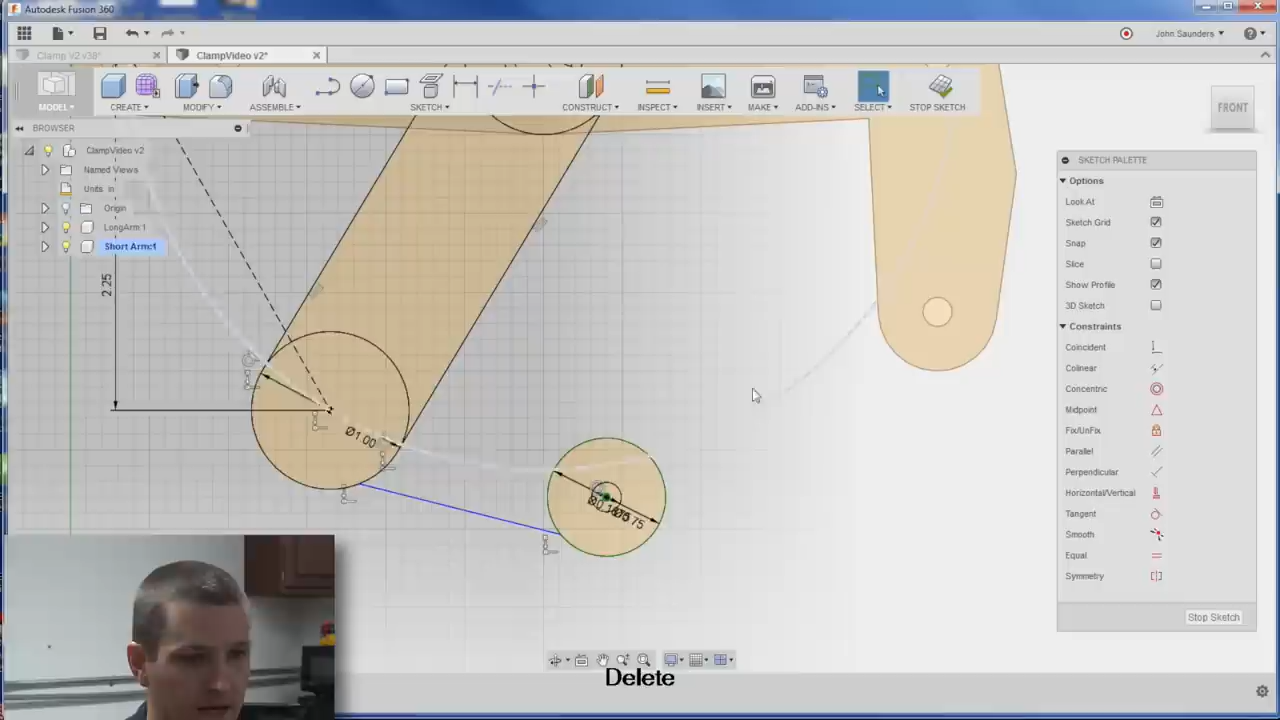 Autodesk Fusion 360
John Saunders
Clamp V2 v38*
ClampVideo v2*
MODEL
CREATE
MODIFY
ASSEMBLE
SKETCH
CONSTRUCT
INSPECT
INSERT
MAKE
ADD-INS
SELECT
STOP SKETCH
BROWSER
FRONT
ClampVideo v2
Named Views
Units: in
Origin
LongArm:1
Short Arm:1
SKETCH PALETTE
Options
Look At
Sketch Grid
Snap
Slice
Show Profile
3D Sketch
Constraints
Coincident
Colinear
Concentric
Midpoint
Fix/UnFix
Parallel
Perpendicular
Horizontal/Vertical
Tangent
Smooth
Equal
Symmetry
Stop Sketch
2.25
Ø1.00
Delete